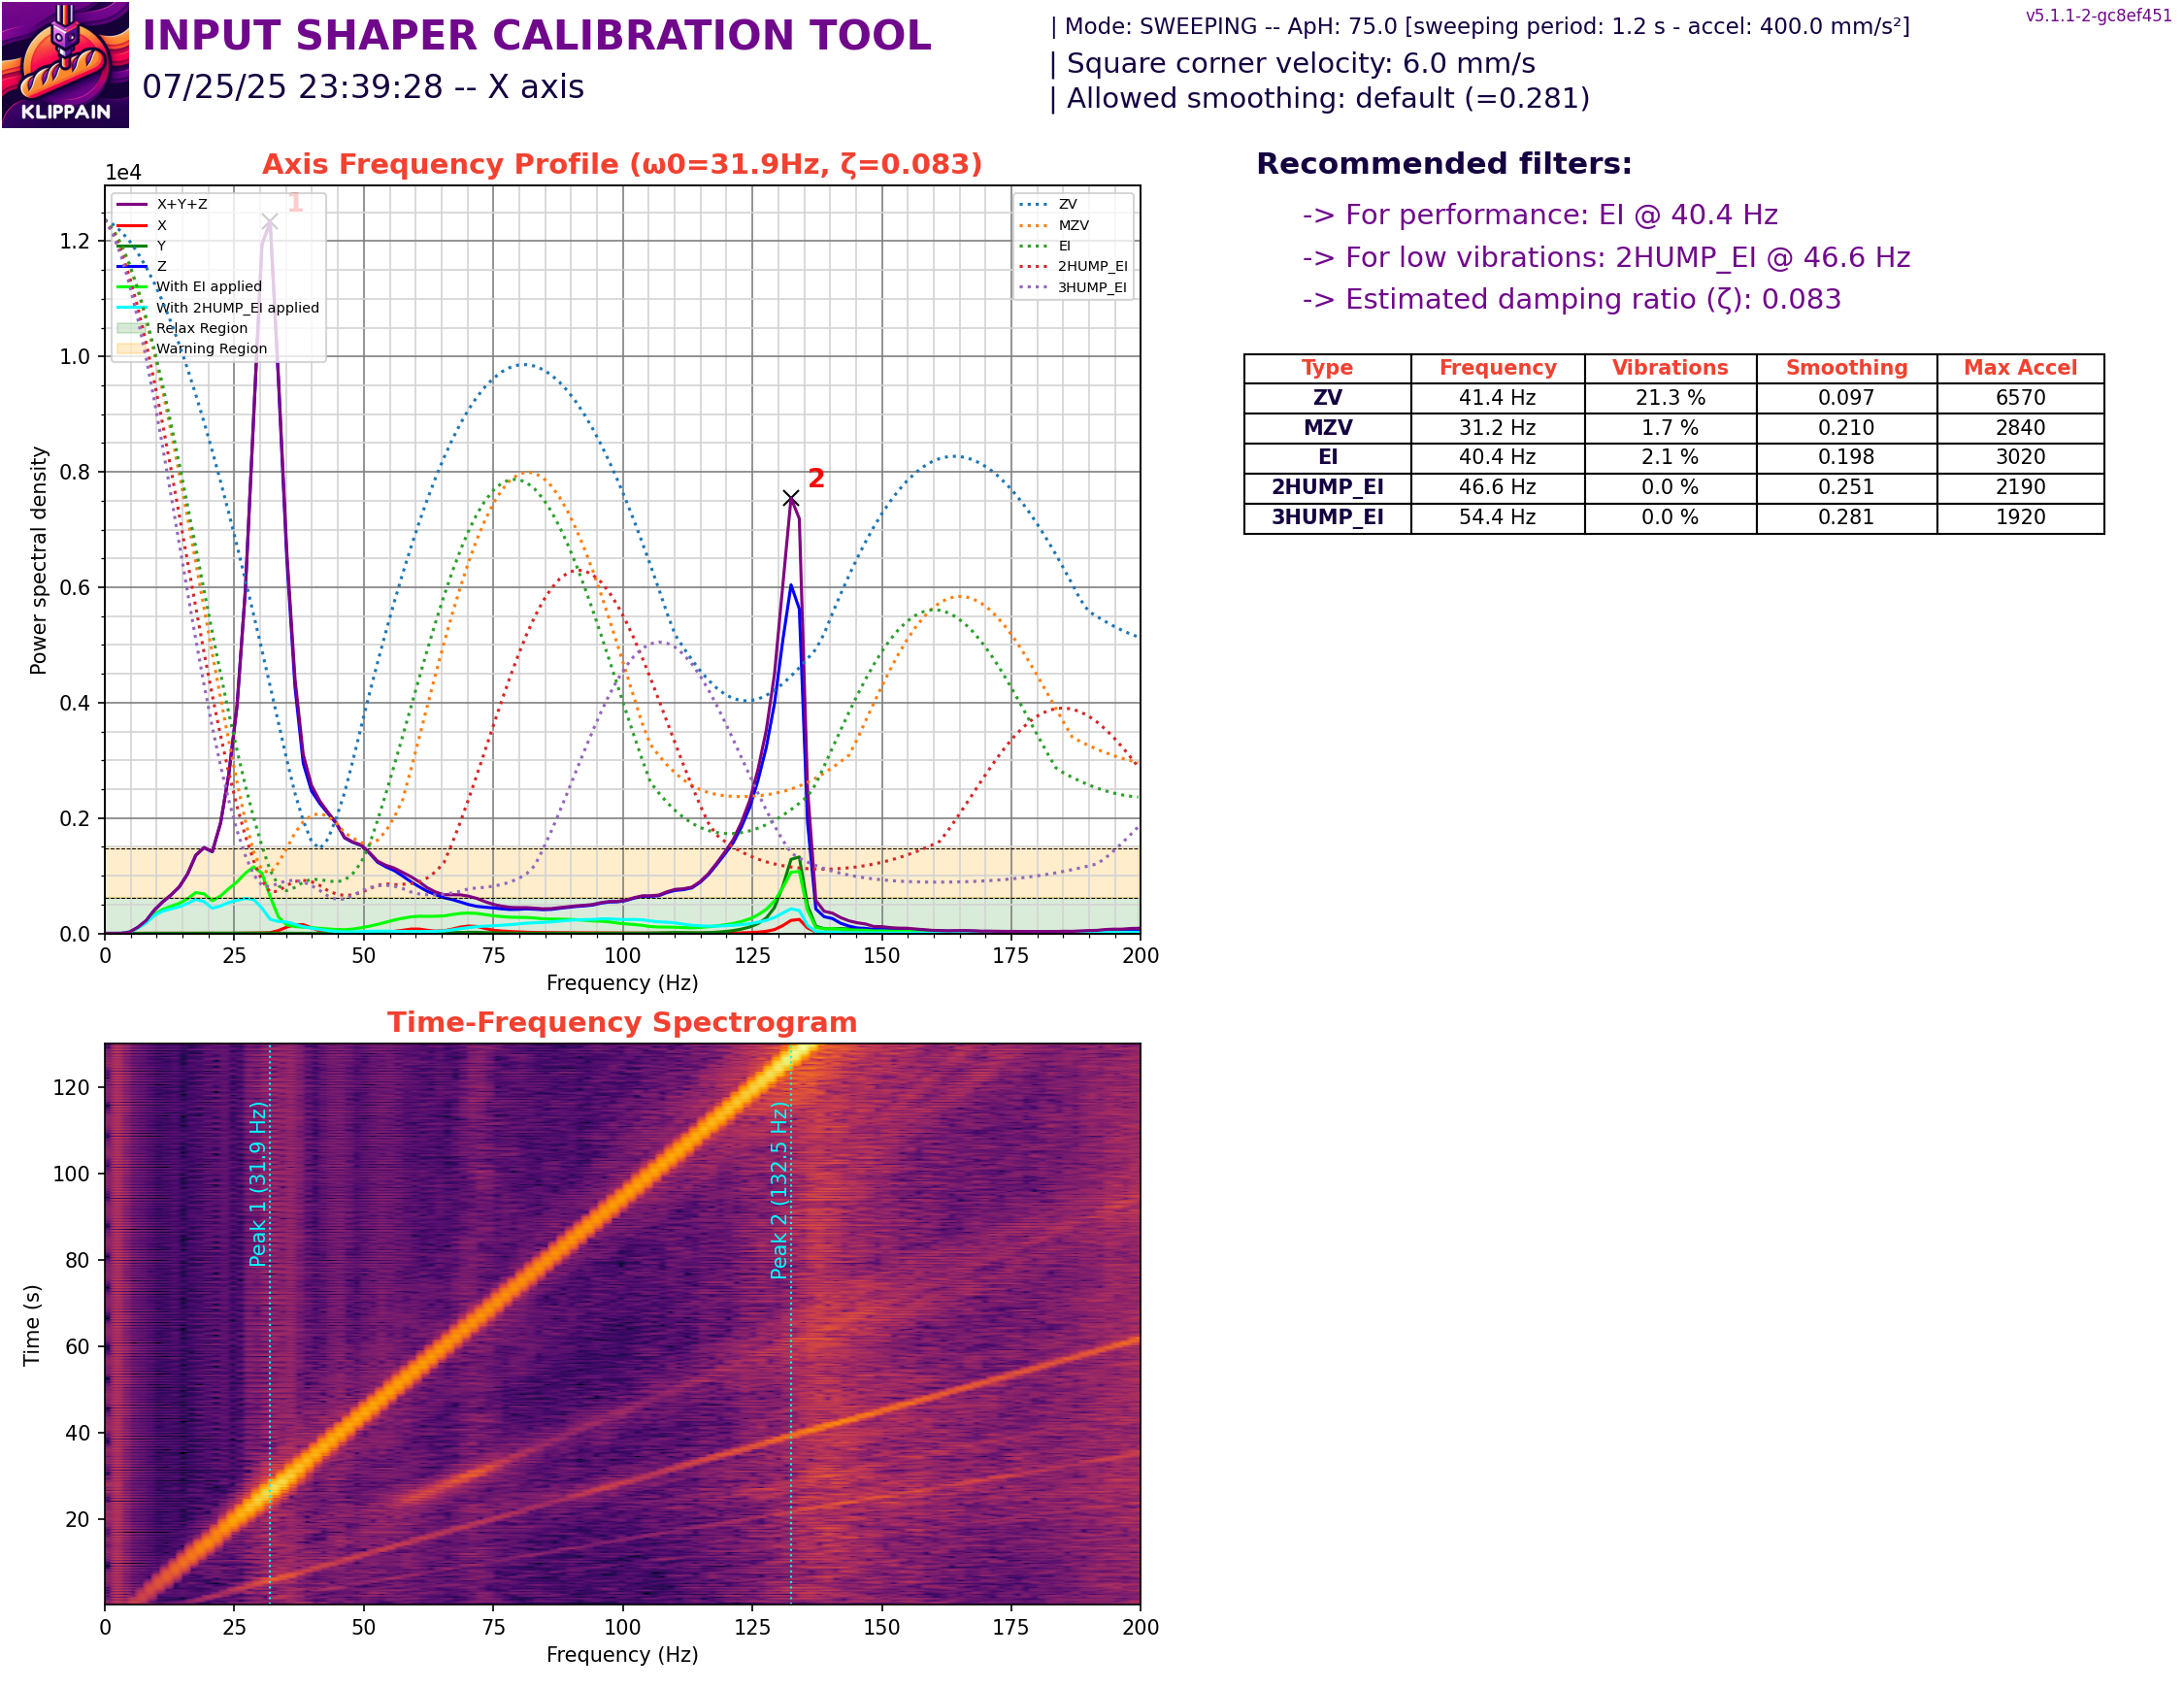 KLIPPAIN
INPUT SHAPER CALIBRATION TOOL
07/25/25 23:39:28 -- X axis
| Mode: SWEEPING -- ApH: 75.0 [sweeping period: 1.2 s - accel: 400.0 mm/s²]
| Square corner velocity: 6.0 mm/s
| Allowed smoothing: default (=0.281)
v5.1.1-2-gc8ef451
Axis Frequency Profile (ω0=31.9Hz, ζ=0.083)
1e4
X+Y+Z
X
Y
Z
With EI applied
With 2HUMP_EI applied
Relax Region
Warning Region
1
2
ZV
MZV
EI
2HUMP_EI
3HUMP_EI
Power spectral density
1.2
1.0
0.8
0.6
0.4
0.2
0.0
0 25 50 75 100 125 150 175 200
Frequency (Hz)
Recommended filters:
-> For performance: EI @ 40.4 Hz
-> For low vibrations: 2HUMP_EI @ 46.6 Hz
-> Estimated damping ratio (ζ): 0.083
Type Frequency Vibrations Smoothing Max Accel
ZV 41.4 Hz 21.3 % 0.097 6570
MZV 31.2 Hz 1.7 % 0.210 2840
EI 40.4 Hz 2.1 % 0.198 3020
2HUMP_EI 46.6 Hz 0.0 % 0.251 2190
3HUMP_EI 54.4 Hz 0.0 % 0.281 1920
Time-Frequency Spectrogram
Time (s)
120
100
80
60
40
20
Peak 1 (31.9 Hz)
Peak 2 (132.5 Hz)
0 25 50 75 100 125 150 175 200
Frequency (Hz)